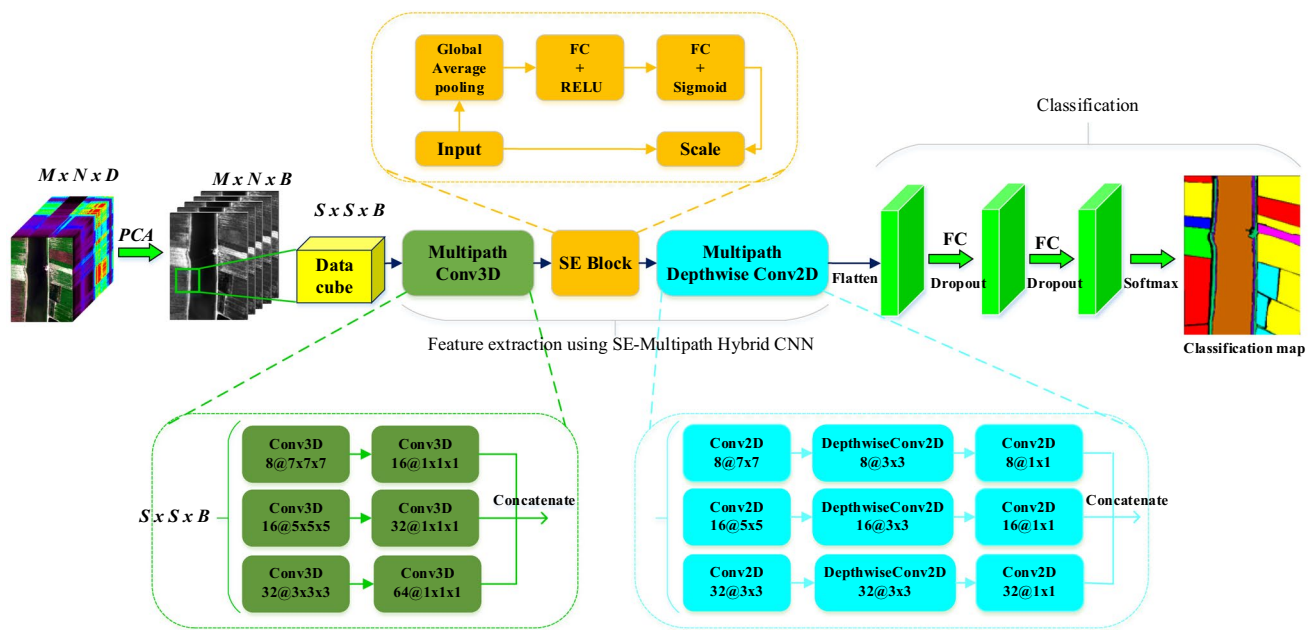 Global
Average
pooling
FC
+
RELU
FC
+
Sigmoid
Input
Scale
Classification
M x N x D
M x N x B
S x S x B
PCA
Data
cube
Multipath
Conv3D
SE Block
Multipath
Depthwise Conv2D
Flatten
FC
Dropout
FC
Dropout
Softmax
Classification map
Feature extraction using SE-Multipath Hybrid CNN
S x S x B
Conv3D
8@7x7x7
Conv3D
16@1x1x1
Conv3D
16@5x5x5
Conv3D
32@1x1x1
Conv3D
32@3x3x3
Conv3D
64@1x1x1
Concatenate
Conv2D
8@7x7
DepthwiseConv2D
8@3x3
Conv2D
8@1x1
Conv2D
16@5x5
DepthwiseConv2D
16@3x3
Conv2D
16@1x1
Conv2D
32@3x3
DepthwiseConv2D
32@3x3
Conv2D
32@1x1
Concatenate